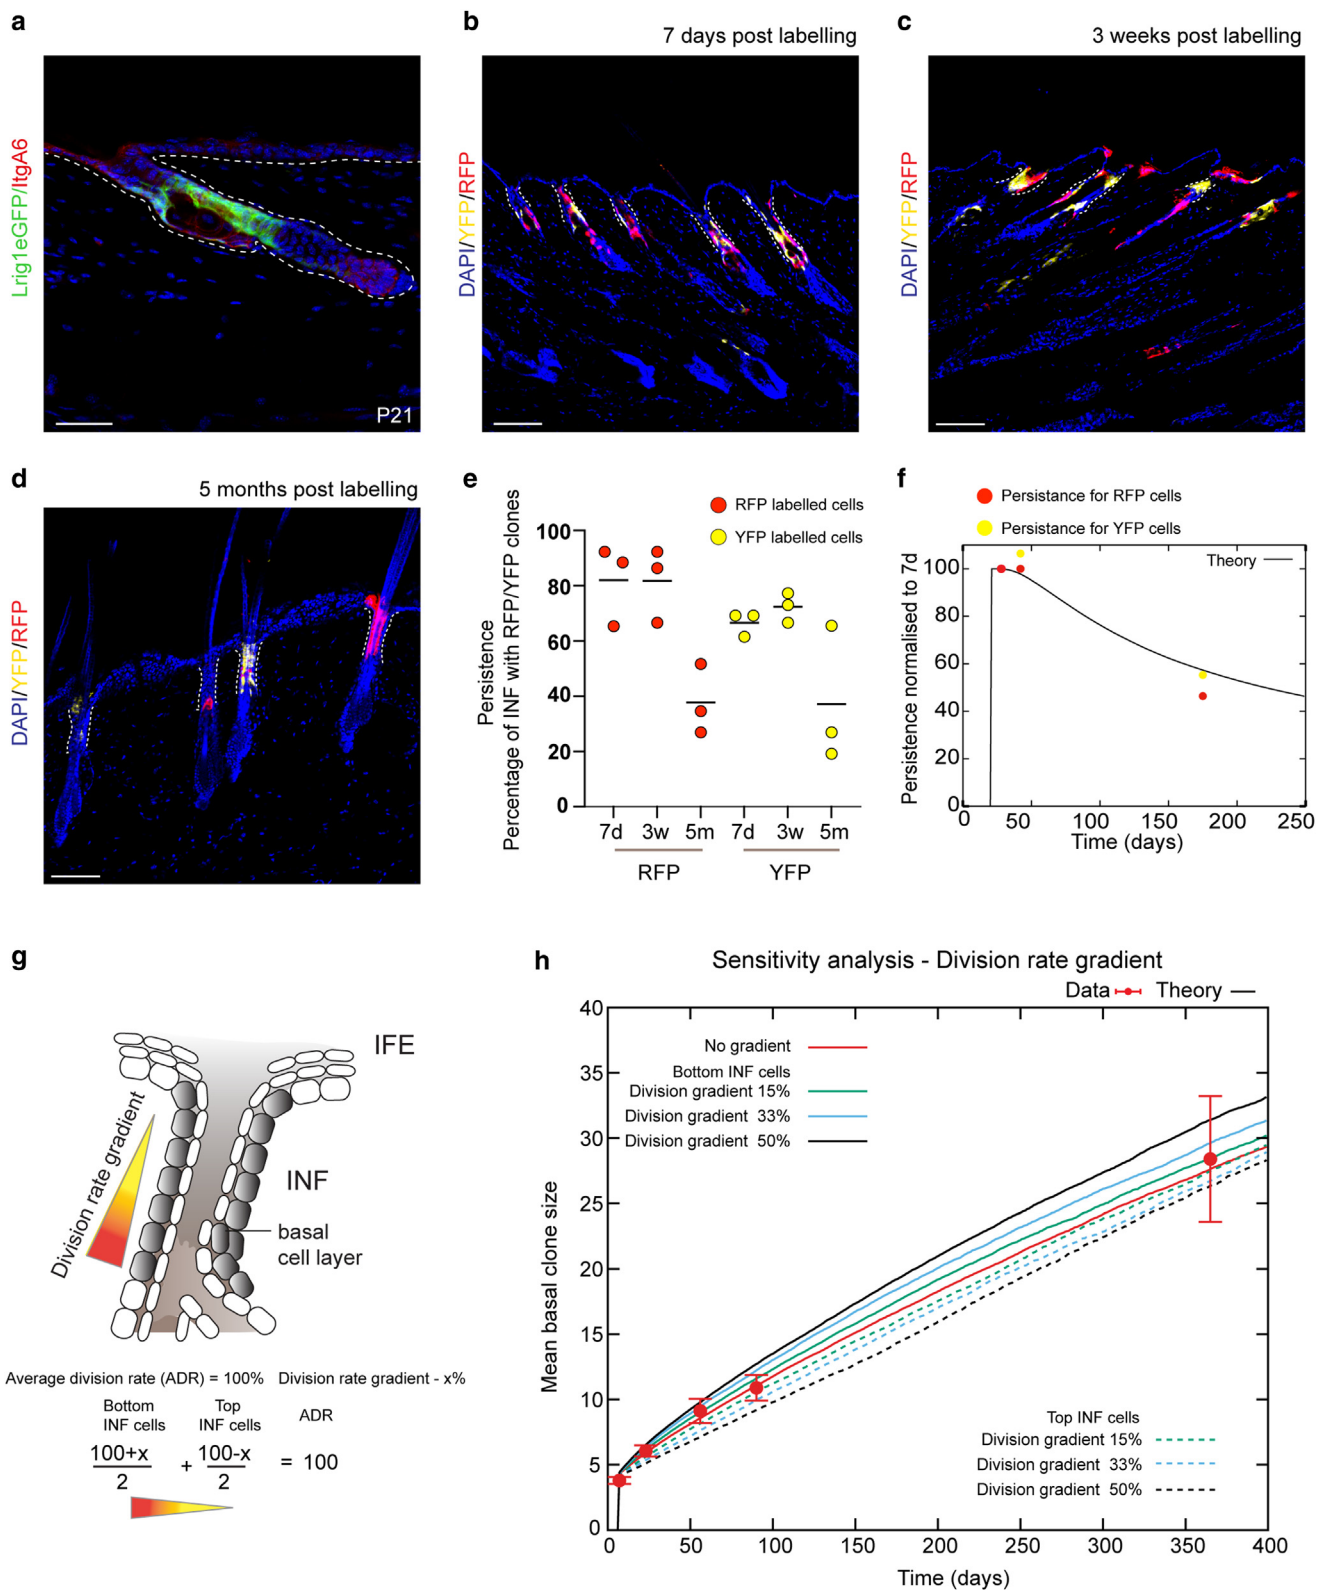 a
Lrig1eGFP/ItgA6
P21
b
7 days post labelling
DAPI/YFP/RFP
c
3 weeks post labelling
DAPI/YFP/RFP
d
5 months post labelling
DAPI/YFP/RFP
e
Persistence
Percentage of INF with RFP/YFP clones
RFP labelled cells
YFP labelled cells
100
80
60
40
20
0
7d 3w 5m 7d 3w 5m
RFP YFP
f
Persistance for RFP cells
Persistance for YFP cells
Theory
Persistence normalised to 7d
100
80
60
40
20
0
0 50 100 150 200 250
Time (days)
g
IFE
Division rate gradient
INF
basal
cell layer
Average division rate (ADR) = 100% Division rate gradient - x%
Bottom
INF cells
Top
INF cells
ADR
100+x
2
+
100-x
2
= 100
h
Sensitivity analysis - Division rate gradient
Data Theory
No gradient
Bottom INF cells
Division gradient 15%
Division gradient 33%
Division gradient 50%
Mean basal clone size
40
35
30
25
20
15
10
5
0
Top INF cells
Division gradient 15%
Division gradient 33%
Division gradient 50%
0 50 100 150 200 250 300 350 400
Time (days)